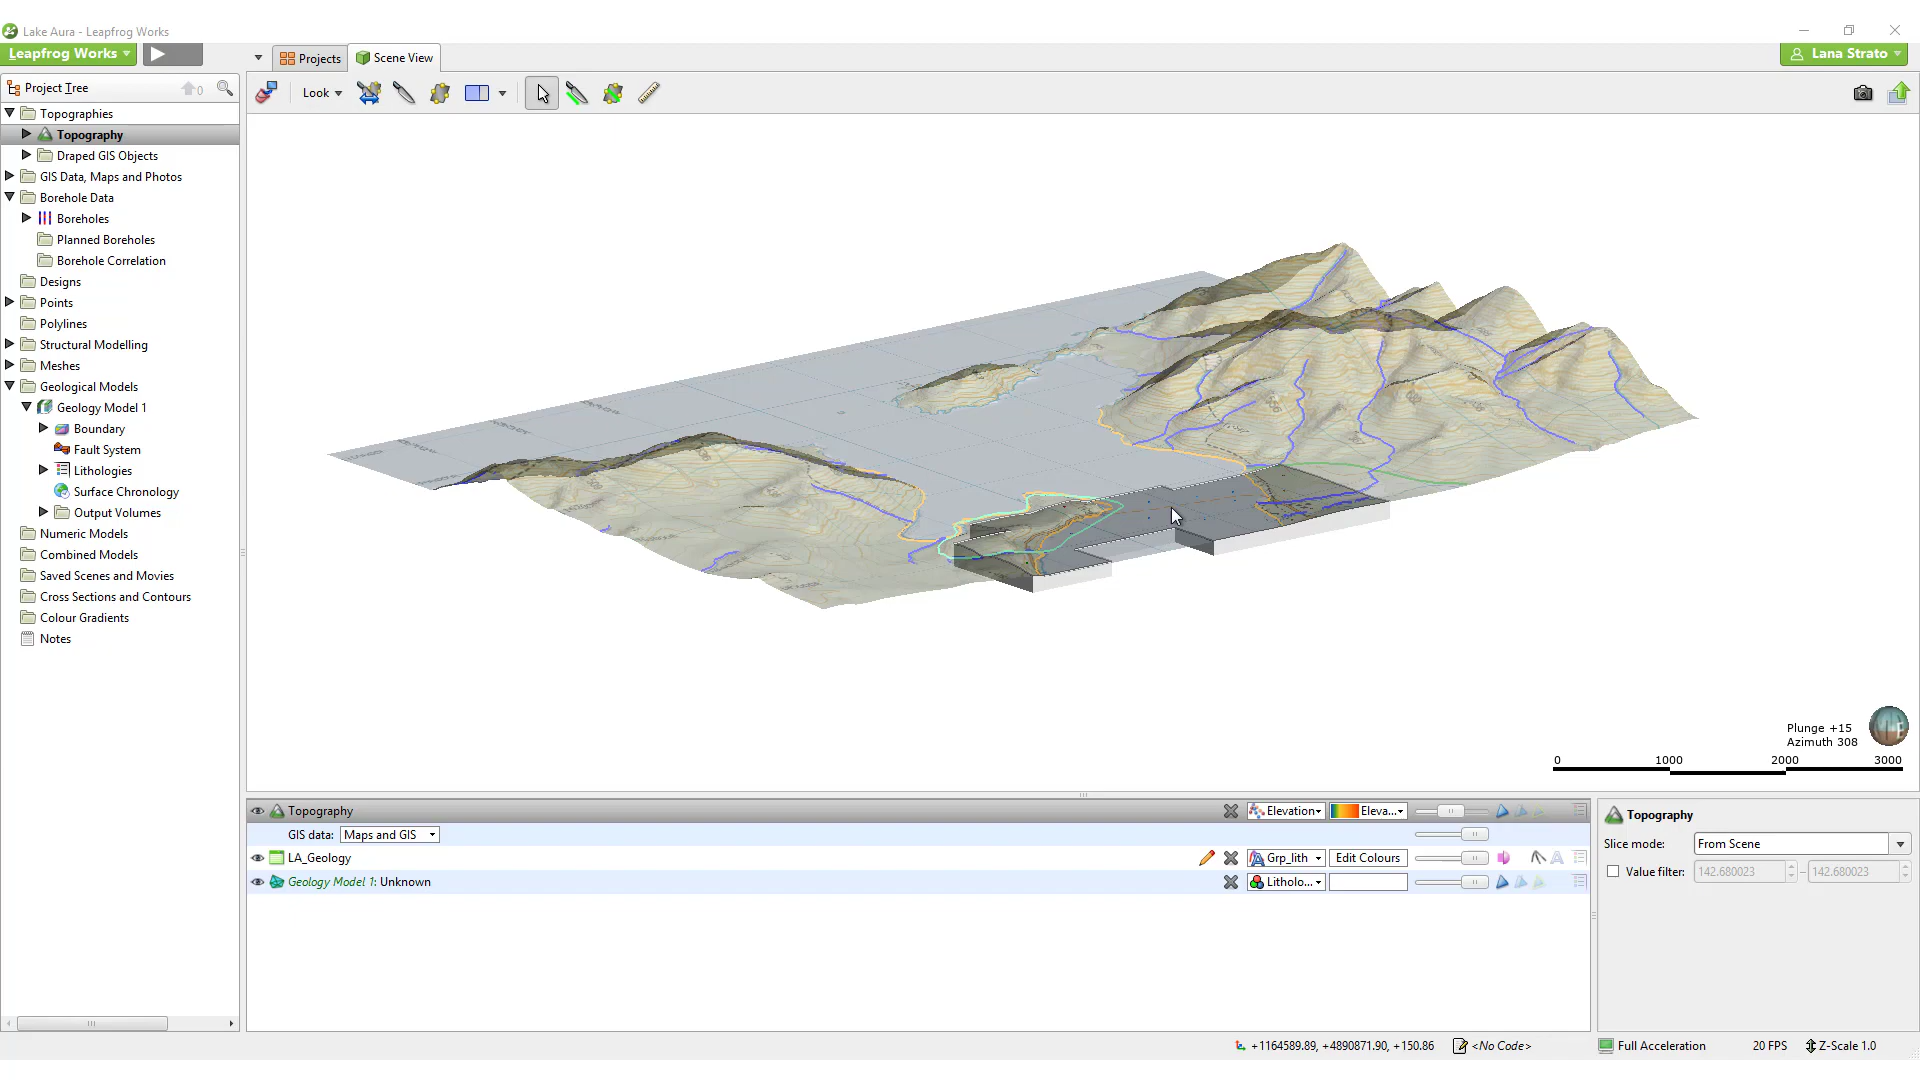 Lake Aura - Leapfrog Works
Leapfrog Works
Projects
Scene View
Lana Strato
Project Tree
0
Look
Topographies
Topography
Draped GIS Objects
GIS Data, Maps and Photos
Borehole Data
Boreholes
Planned Boreholes
Borehole Correlation
Designs
Points
Polylines
Structural Modelling
Meshes
Geological Models
Geology Model 1
Boundary
Fault System
Lithologies
Surface Chronology
Output Volumes
Numeric Models
Combined Models
Saved Scenes and Movies
Cross Sections and Contours
Colour Gradients
Notes
Plunge +15
Azimuth 308
0 1000 2000 3000
Topography Elevation Eleva...
GIS data: Maps and GIS
LA_Geology Grp_lith Edit Colours
Geology Model 1: Unknown Litholo...
Topography
Slice mode: From Scene
Value filter: 142.680023 – 142.680023
+1164589.89, +4890871.90, +150.86 <No Code> Full Acceleration 20 FPS Z-Scale 1.0